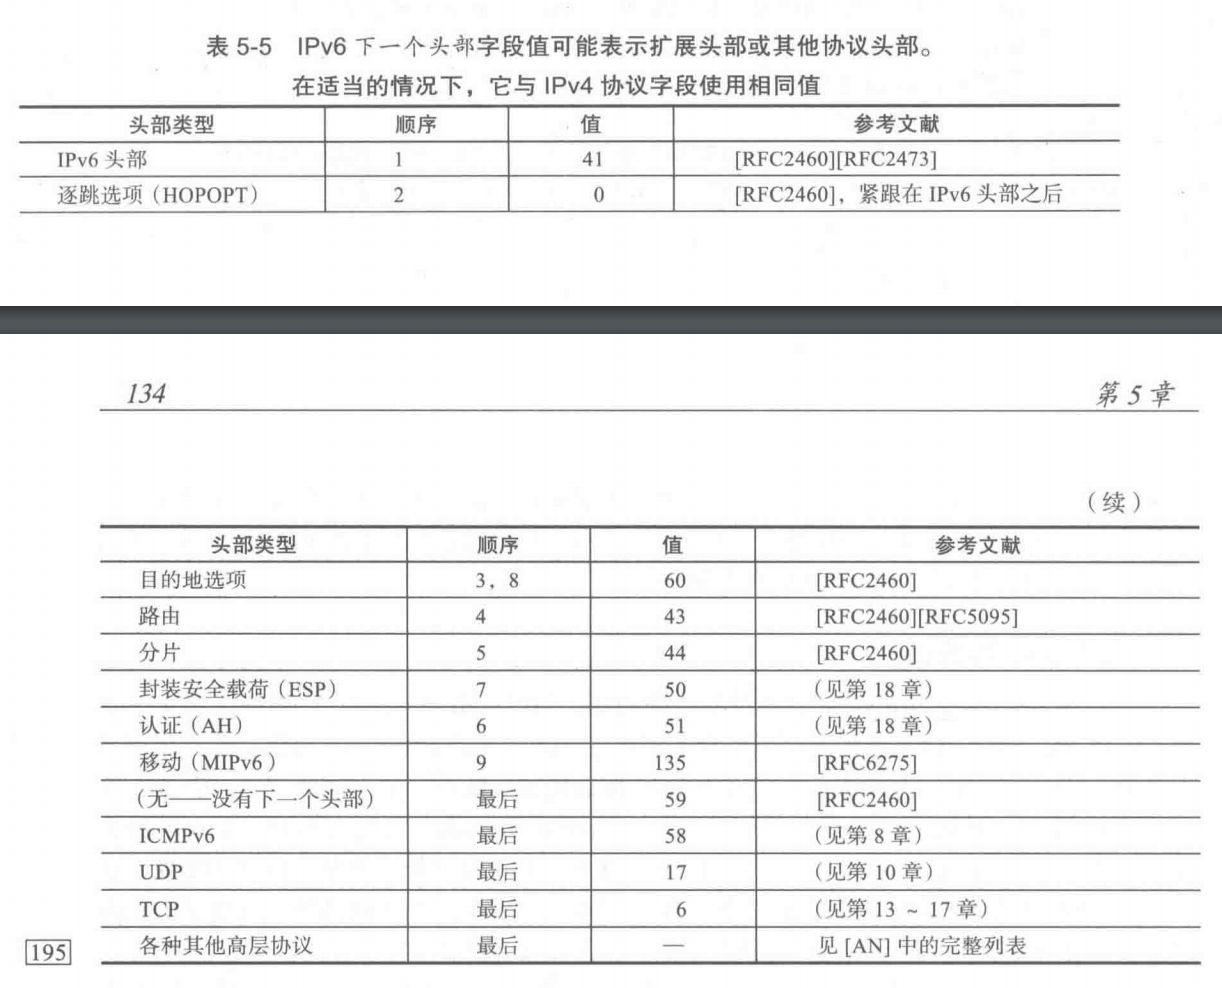 表 5-5 IPv6 下一个头部字段值可能表示扩展头部或其他协议头部。
在适当的情况下，它与 IPv4 协议字段使用相同值
头部类型 顺序 值 参考文献
IPv6 头部 1 41 [RFC2460][RFC2473]
逐跳选项（HOPOPT） 2 0 [RFC2460]，紧跟在 IPv6 头部之后
134 第 5 章
（续）
头部类型 顺序 值 参考文献
目的地选项 3，8 60 [RFC2460]
路由 4 43 [RFC2460][RFC5095]
分片 5 44 [RFC2460]
封装安全载荷（ESP） 7 50 （见第 18 章）
认证（AH） 6 51 （见第 18 章）
移动（MIPv6） 9 135 [RFC6275]
（无——没有下一个头部） 最后 59 [RFC2460]
ICMPv6 最后 58 （见第 8 章）
UDP 最后 17 （见第 10 章）
TCP 最后 6 （见第 13 ~ 17 章）
各种其他高层协议 最后 — 见 [AN] 中的完整列表
195